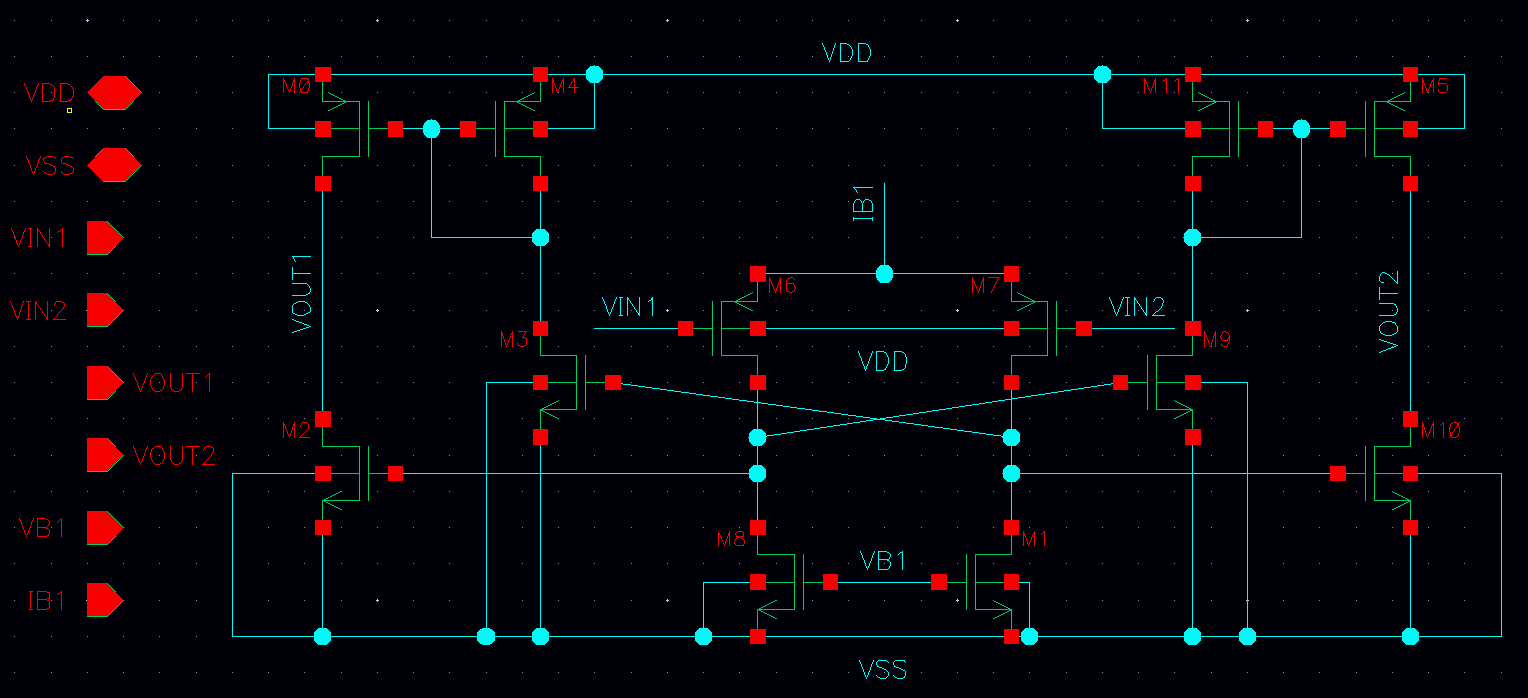 VDD
VSS
VIN1
VIN2
VOUT1
VOUT2
VB1
IB1
VDD
M0
M4
M11
M5
IB1
VOUT1
M6
M7
VIN1
VIN2
VOUT2
M3
VDD
M9
M2
M10
M8
VB1
M1
VSS